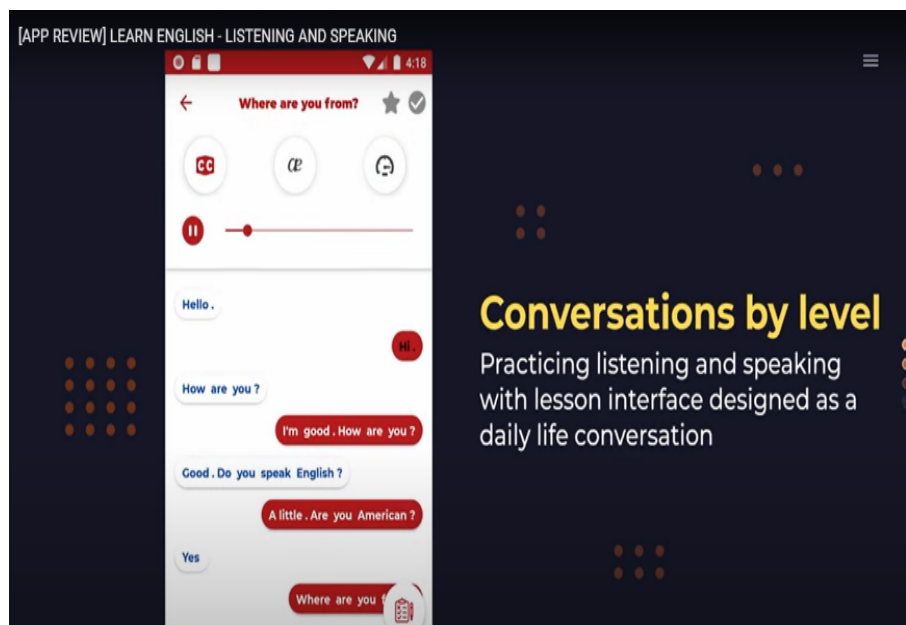 [APP REVIEW] LEARN ENGLISH - LISTENING AND SPEAKING
4:18
Where are you from?
CC
æ
Hello .
Hi .
How are you ?
I'm good . How are you ?
Good . Do you speak English ?
A little . Are you American ?
Yes
Where are you
Conversations by level
Practicing listening and speaking
with lesson interface designed as a
daily life conversation